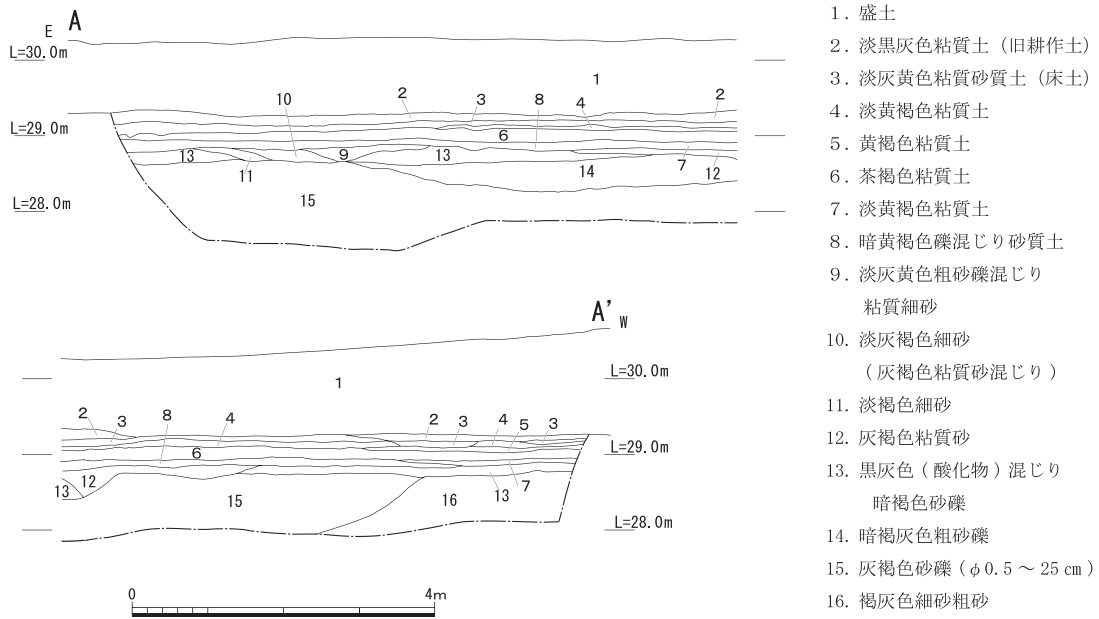 E A
L=30.0m
1
10 2 3 8 4 2
L=29.0m
6
13 9 13
11 14 7 12
15
L=28.0m
A' W
L=30.0m
1
2 3 8 4 2 3 4 5 3
L=29.0m
6
13 12 15 16 13 7
L=28.0m
0 4m
1. 盛土
2. 淡黒灰色粘質土（旧耕作土）
3. 淡灰黄色粘質砂質土（床土）
4. 淡黄褐色粘質土
5. 黄褐色粘質土
6. 茶褐色粘質土
7. 淡黄褐色粘質土
8. 暗黄褐色礫混じり砂質土
9. 淡灰黄色粗砂礫混じり
粘質細砂
10. 淡灰褐色細砂
（灰褐色粘質砂混じり）
11. 淡褐色細砂
12. 灰褐色粘質砂
13. 黒灰色（酸化物）混じり
暗褐色砂礫
14. 暗褐灰色粗砂礫
15. 灰褐色砂礫（φ0.5～25㎝）
16. 褐灰色細砂粗砂